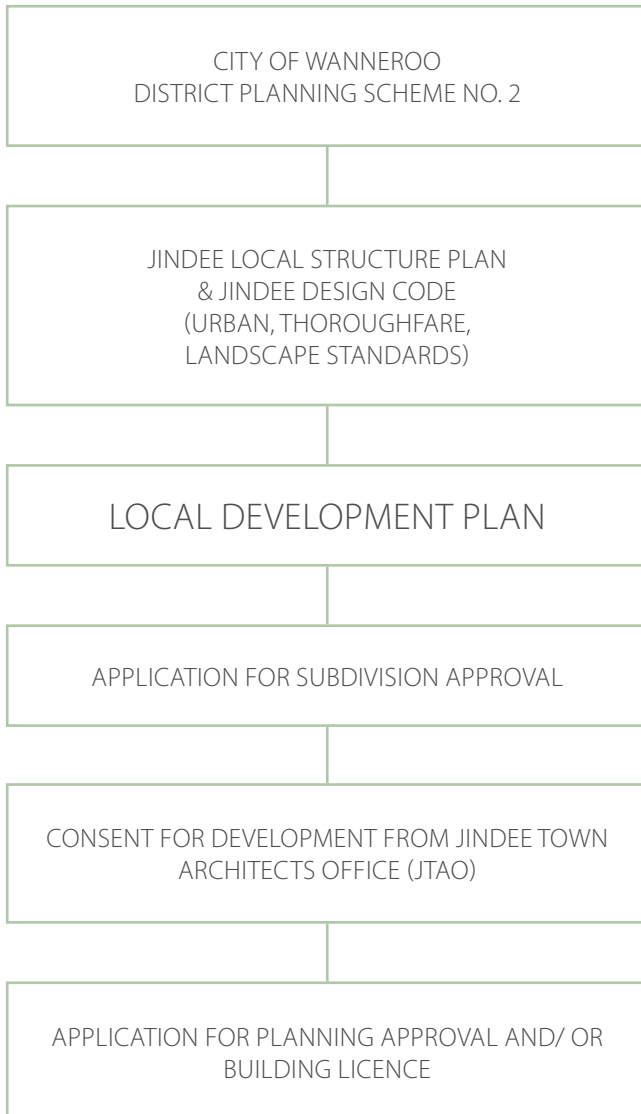 CITY OF WANNEROO
DISTRICT PLANNING SCHEME NO. 2
JINDEE LOCAL STRUCTURE PLAN
& JINDEE DESIGN CODE
(URBAN, THOROUGHFARE,
LANDSCAPE STANDARDS)
LOCAL DEVELOPMENT PLAN
APPLICATION FOR SUBDIVISION APPROVAL
CONSENT FOR DEVELOPMENT FROM JINDEE TOWN
ARCHITECTS OFFICE (JTAO)
APPLICATION FOR PLANNING APPROVAL AND/ OR
BUILDING LICENCE